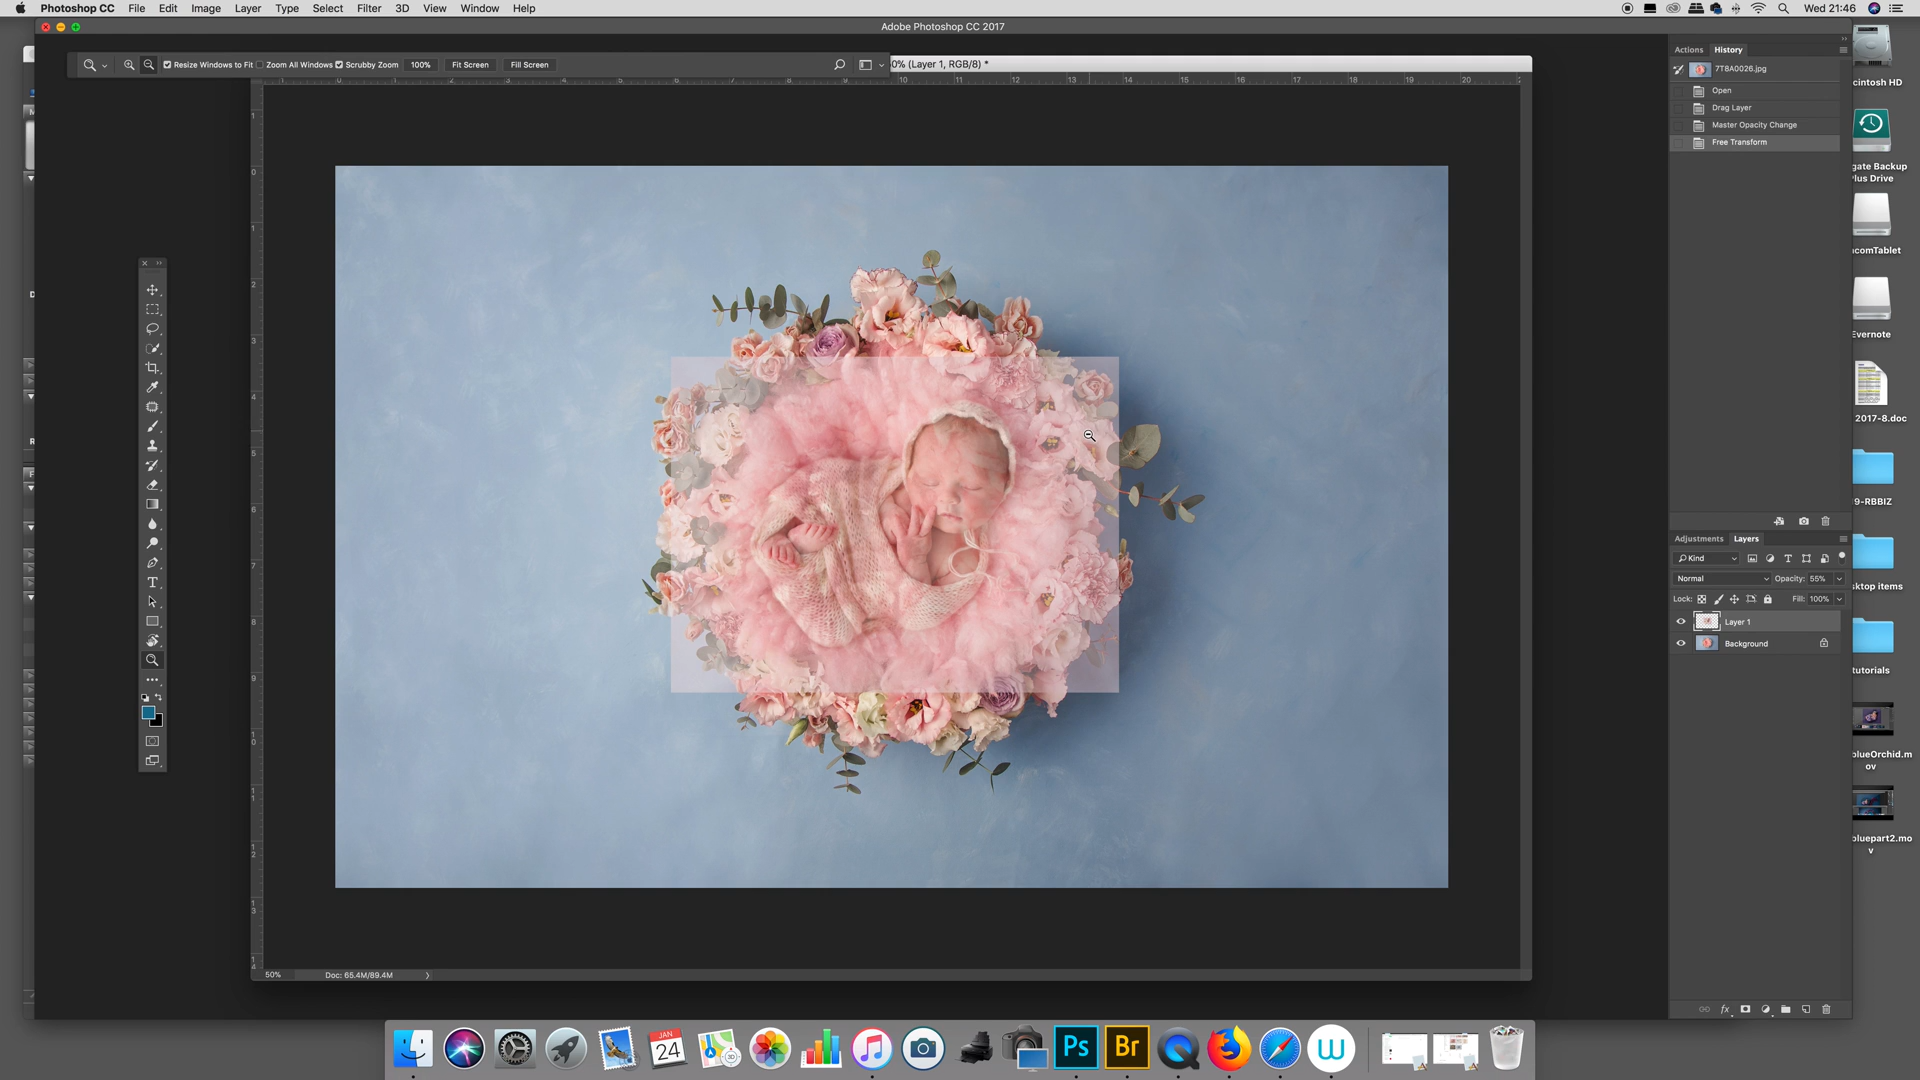 Photoshop CC File Edit Image Layer Type Select Filter 3D View Window Help
Wed 21:46
Adobe Photoshop CC 2017
Resize Windows to Fit Zoom All Windows Scrubby Zoom 100% Fit Screen Fill Screen
0% (Layer 1, RGB/8) *
Actions History
7T8A0026.jpg
Open
Drag Layer
Master Opacity Change
Free Transform
Adjustments Layers
Kind
Normal Opacity: 55%
Lock: Fill: 100%
Layer 1
Background
50% Doc: 65.4M/89.4M
cintosh HD
gate Backup
lus Drive
comTablet
Evernote
2017-8.doc
9-RBBIZ
sktop items
tutorials
blueOrchid.m
ov
bluepart2.mo
v
JAN
24
Ps
Br